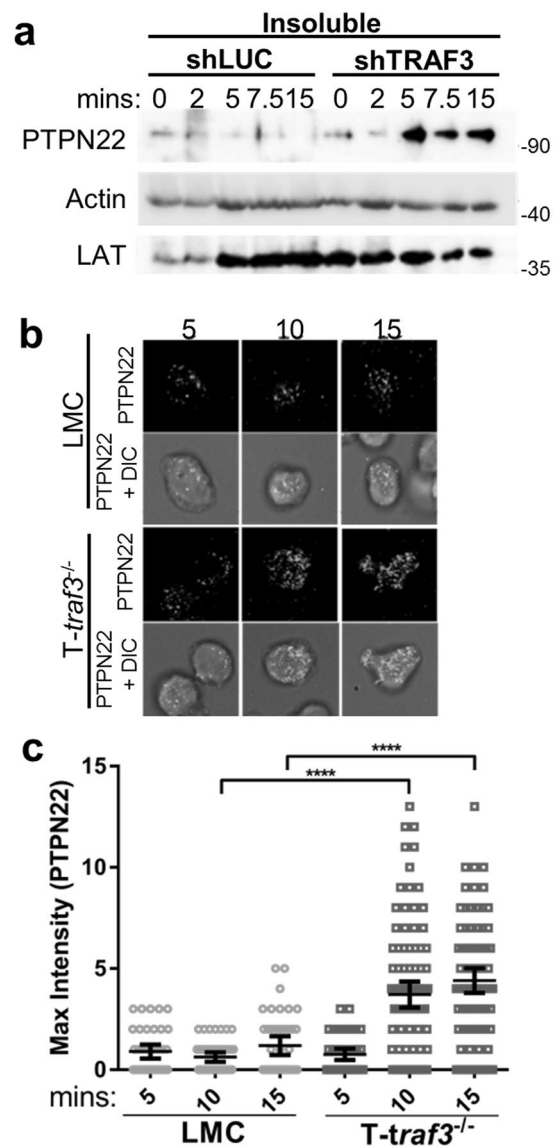 a
Insoluble
shLUC shTRAF3
mins: 0 2 5 7.5 15 0 2 5 7.5 15
PTPN22 -90
Actin -40
LAT -35
b
5 10 15
LMC
PTPN22
PTPN22 + DIC
T-traf3-/-
PTPN22
PTPN22 + DIC
c
Max Intensity (PTPN22)
15
10
5
0
****
****
mins: 5 10 15 5 10 15
LMC T-traf3-/-